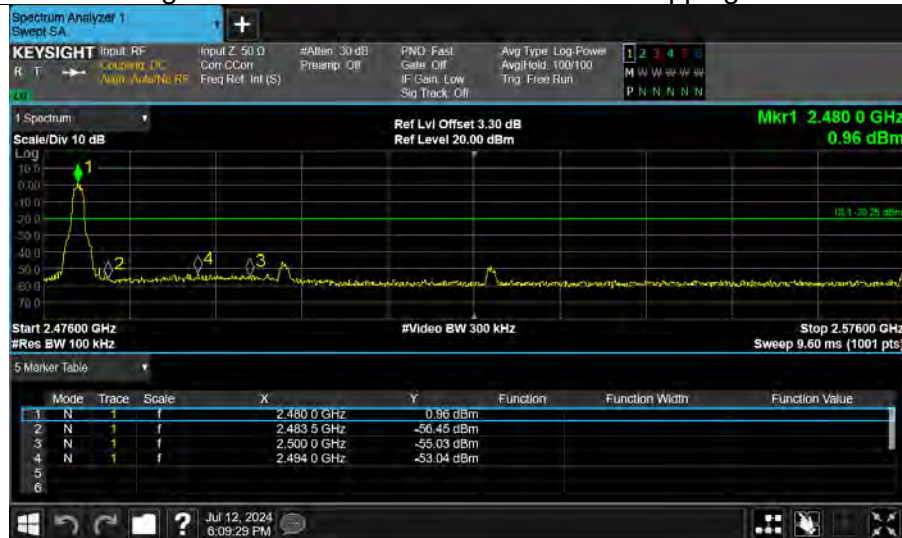 Spectrum Analyzer 1
Swept SA
+
KEYSIGHT Input: RF Input Z: 50 Ω #Atten: 30 dB PNO: Fast Avg Type: Log-Power 1 2 3 4 5 6
R T Coupling: DC Corr CCorr Preamp: Off Gate: Off Avg|Hold: 100/100 M W W W W W
Align: Auto/No RF Freq Ref: Int (S) IF Gain: Low Trig: Free Run
Sig Track: Off P N N N N N
1 Spectrum Ref Lvl Offset 3.30 dB Mkr1 2.480 0 GHz
Scale/Div 10 dB Ref Level 20.00 dBm 0.96 dBm
Log
10.0
0.00
-10.0
-20.0
-30.0
-40.0
-50.0
-60.0
-70.0
1
2
4
3
DL1 -20.25 dBm
Start 2.47600 GHz #Video BW 300 kHz Stop 2.57600 GHz
#Res BW 100 kHz Sweep 9.60 ms (1001 pts)
5 Marker Table
Mode Trace Scale X Y Function Function Width Function Value
1 N 1 f 2.480 0 GHz 0.96 dBm
2 N 1 f 2.483 5 GHz -56.45 dBm
3 N 1 f 2.500 0 GHz -55.03 dBm
4 N 1 f 2.494 0 GHz -53.04 dBm
5
6
? Jul 12, 2024
6:09:29 PM